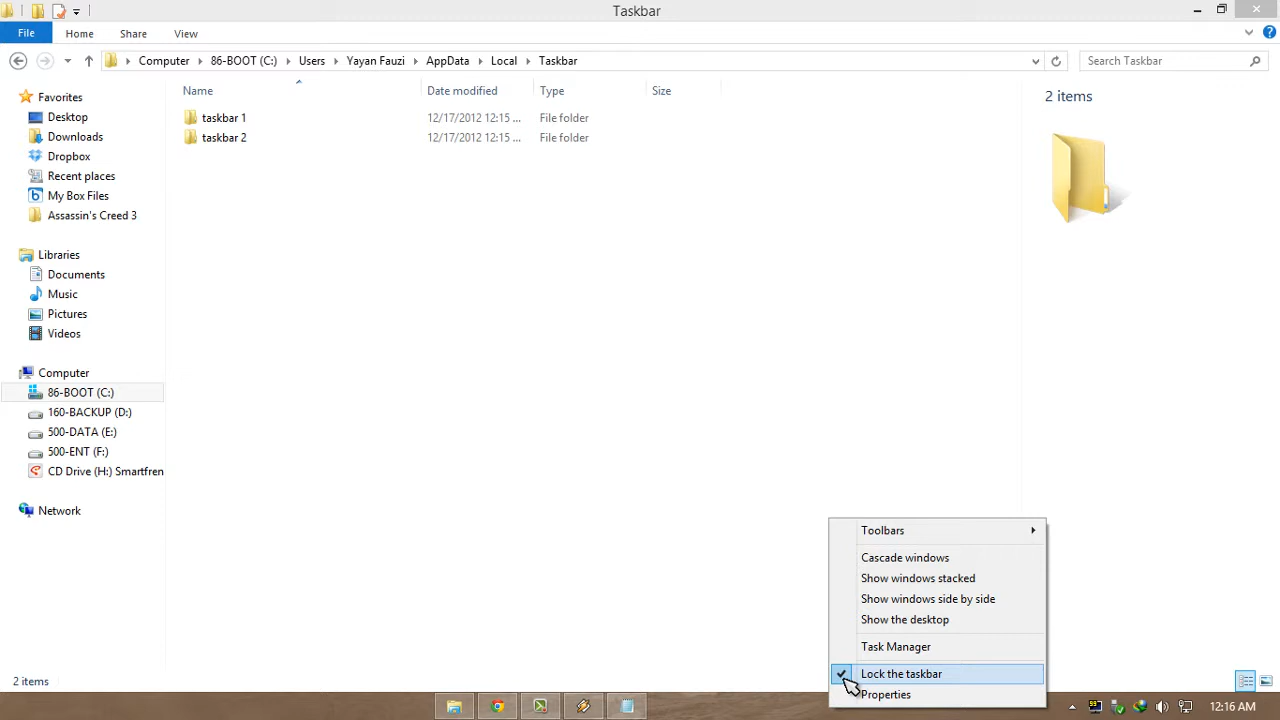 Taskbar
File Home Share View
Computer 86-BOOT (C:) Users Yayan Fauzi AppData Local Taskbar
Search Taskbar
Name Date modified Type Size
taskbar 1 12/17/2012 12:15 ... File folder
taskbar 2 12/17/2012 12:15 ... File folder
2 items
Favorites
Desktop
Downloads
Dropbox
Recent places
My Box Files
Assassin's Creed 3
Libraries
Documents
Music
Pictures
Videos
Computer
86-BOOT (C:)
160-BACKUP (D:)
500-DATA (E:)
500-ENT (F:)
CD Drive (H:) Smartfren
Network
Toolbars
Cascade windows
Show windows stacked
Show windows side by side
Show the desktop
Task Manager
Lock the taskbar
Properties
2 items
12:16 AM